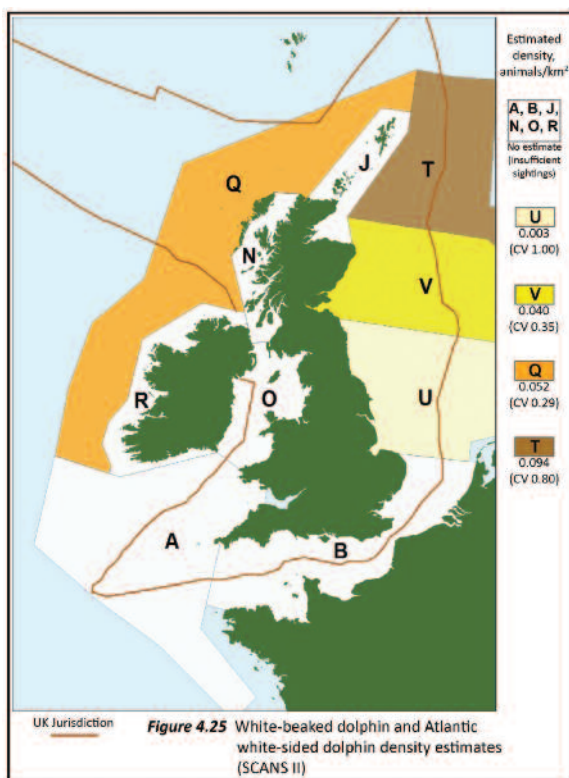 Estimated
density,
animals/km²
A, B, J,
N, O, R
No estimate
(insufficient
sightings)
U
0.003
(CV 1.00)
V
0.040
(CV 0.35)
Q
0.052
(CV 0.29)
T
0.094
(CV 0.80)
J
T
Q
N
V
O
R
U
A
B
UK Jurisdiction
Figure 4.25 White-beaked dolphin and Atlantic
white-sided dolphin density estimates
(SCANS II)